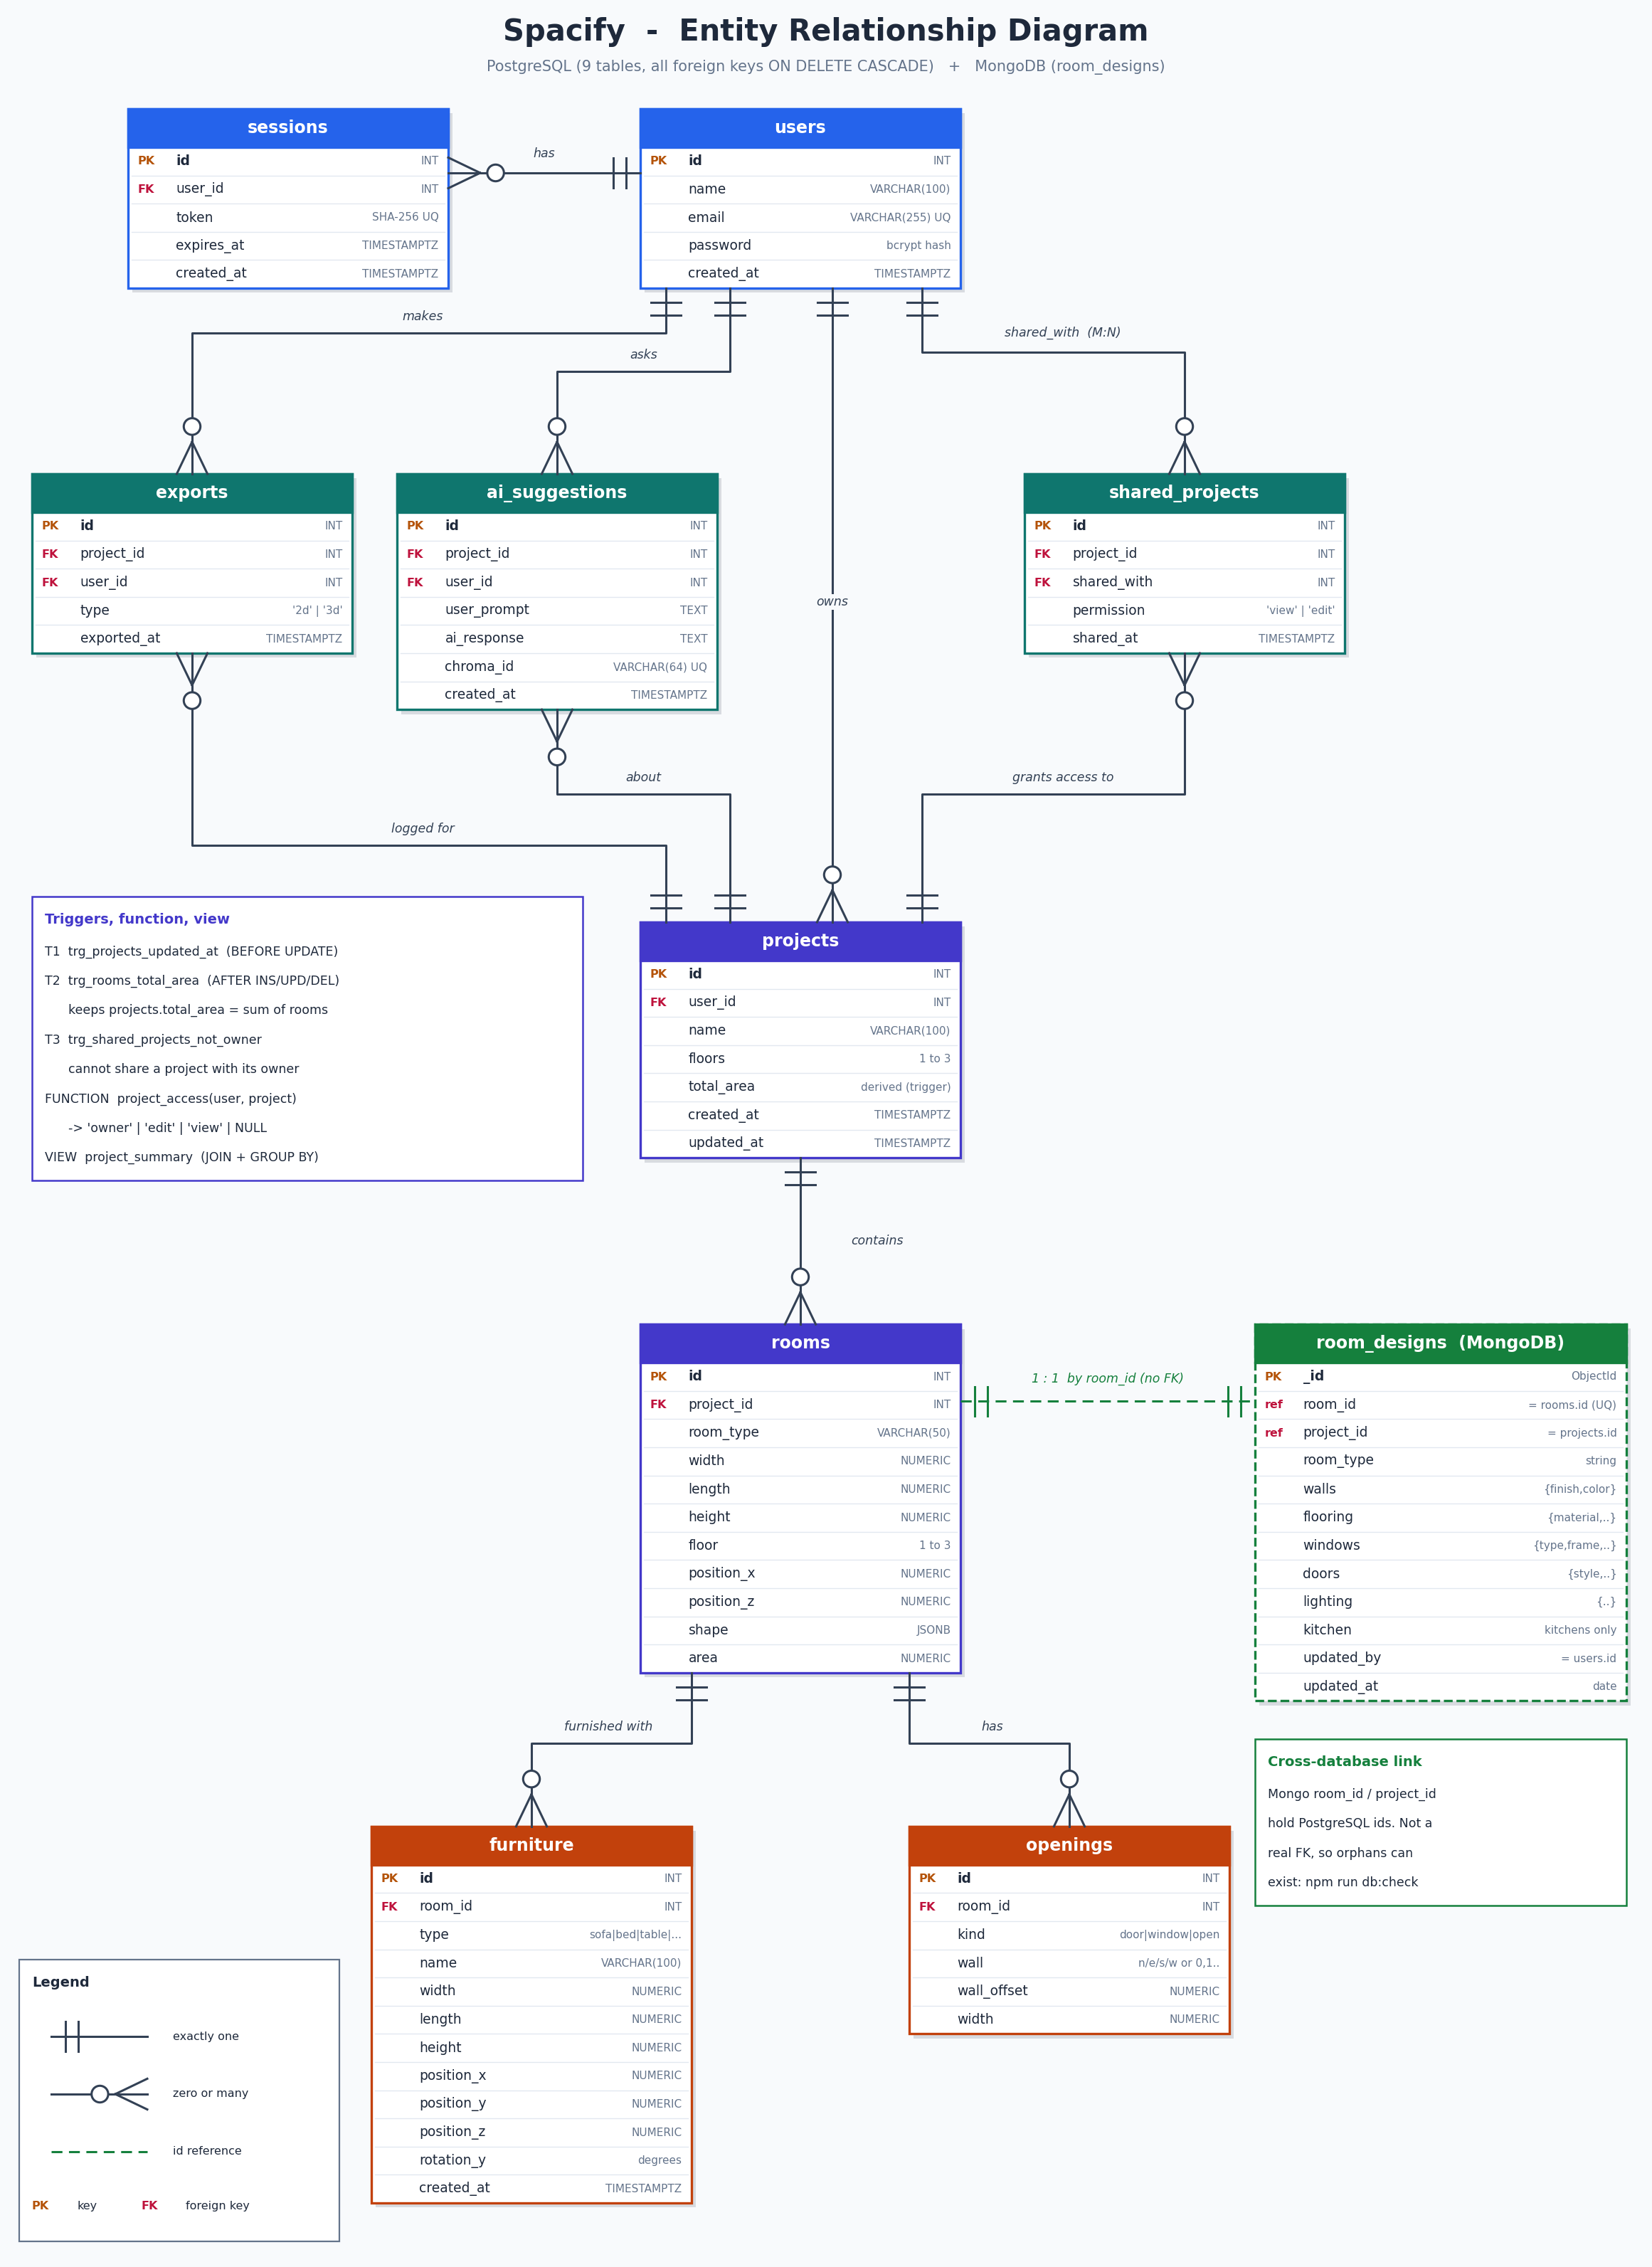 Spacify - Entity Relationship Diagram
PostgreSQL (9 tables, all foreign keys ON DELETE CASCADE) + MongoDB (room_designs)
sessions
PK id INT
FK user_id INT
token SHA-256 UQ
expires_at TIMESTAMPTZ
created_at TIMESTAMPTZ
has
users
PK id INT
name VARCHAR(100)
email VARCHAR(255) UQ
password bcrypt hash
created_at TIMESTAMPTZ
makes
asks
shared_with (M:N)
exports
PK id INT
FK project_id INT
FK user_id INT
type '2d' | '3d'
exported_at TIMESTAMPTZ
ai_suggestions
PK id INT
FK project_id INT
FK user_id INT
user_prompt TEXT
ai_response TEXT
chroma_id VARCHAR(64) UQ
created_at TIMESTAMPTZ
owns
shared_projects
PK id INT
FK project_id INT
FK shared_with INT
permission 'view' | 'edit'
shared_at TIMESTAMPTZ
about
grants access to
logged for
Triggers, function, view
T1 trg_projects_updated_at (BEFORE UPDATE)
T2 trg_rooms_total_area (AFTER INS/UPD/DEL)
keeps projects.total_area = sum of rooms
T3 trg_shared_projects_not_owner
cannot share a project with its owner
FUNCTION project_access(user, project)
-> 'owner' | 'edit' | 'view' | NULL
VIEW project_summary (JOIN + GROUP BY)
projects
PK id INT
FK user_id INT
name VARCHAR(100)
floors 1 to 3
total_area derived (trigger)
created_at TIMESTAMPTZ
updated_at TIMESTAMPTZ
contains
rooms
PK id INT
FK project_id INT
room_type VARCHAR(50)
width NUMERIC
length NUMERIC
height NUMERIC
floor 1 to 3
position_x NUMERIC
position_z NUMERIC
shape JSONB
area NUMERIC
1 : 1 by room_id (no FK)
room_designs (MongoDB)
PK _id ObjectId
ref room_id = rooms.id (UQ)
ref project_id = projects.id
room_type string
walls {finish,color}
flooring {material,..}
windows {type,frame,..}
doors {style,..}
lighting {..}
kitchen kitchens only
updated_by = users.id
updated_at date
furnished with
has
Cross-database link
Mongo room_id / project_id
hold PostgreSQL ids. Not a
real FK, so orphans can
exist: npm run db:check
furniture
PK id INT
FK room_id INT
type sofa|bed|table|...
name VARCHAR(100)
width NUMERIC
length NUMERIC
height NUMERIC
position_x NUMERIC
position_y NUMERIC
position_z NUMERIC
rotation_y degrees
created_at TIMESTAMPTZ
openings
PK id INT
FK room_id INT
kind door|window|open
wall n/e/s/w or 0,1..
wall_offset NUMERIC
width NUMERIC
Legend
exactly one
zero or many
id reference
PK key FK foreign key